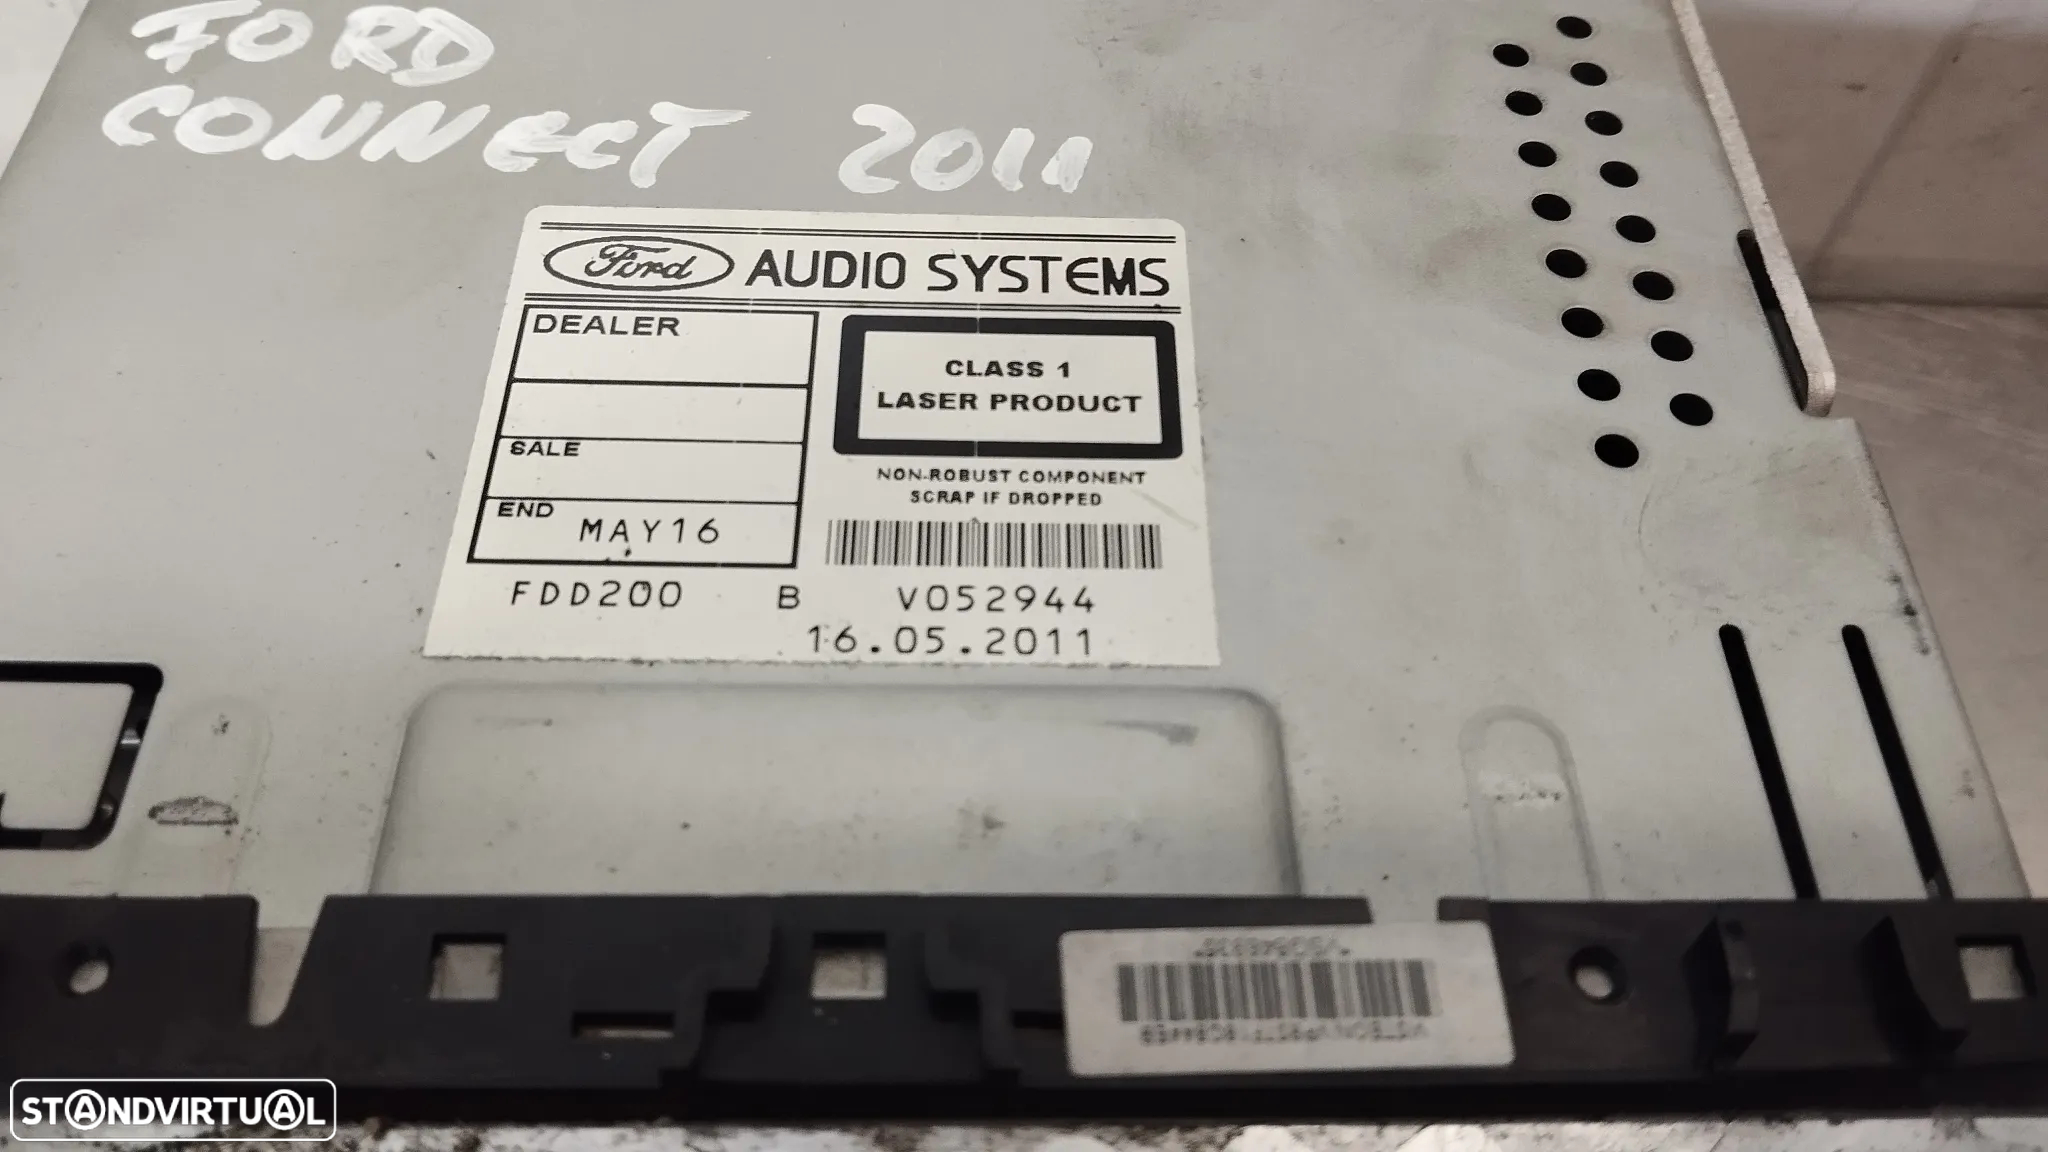 FORD
CONNECT 2011
Ford AUDIO SYSTEMS
DEALER
CLASS 1
LASER PRODUCT
SALE
NON-ROBUST COMPONENT
SCRAP IF DROPPED
END MAY16
FDD200 B V052944
16.05.2011
STANDVIRTUAL